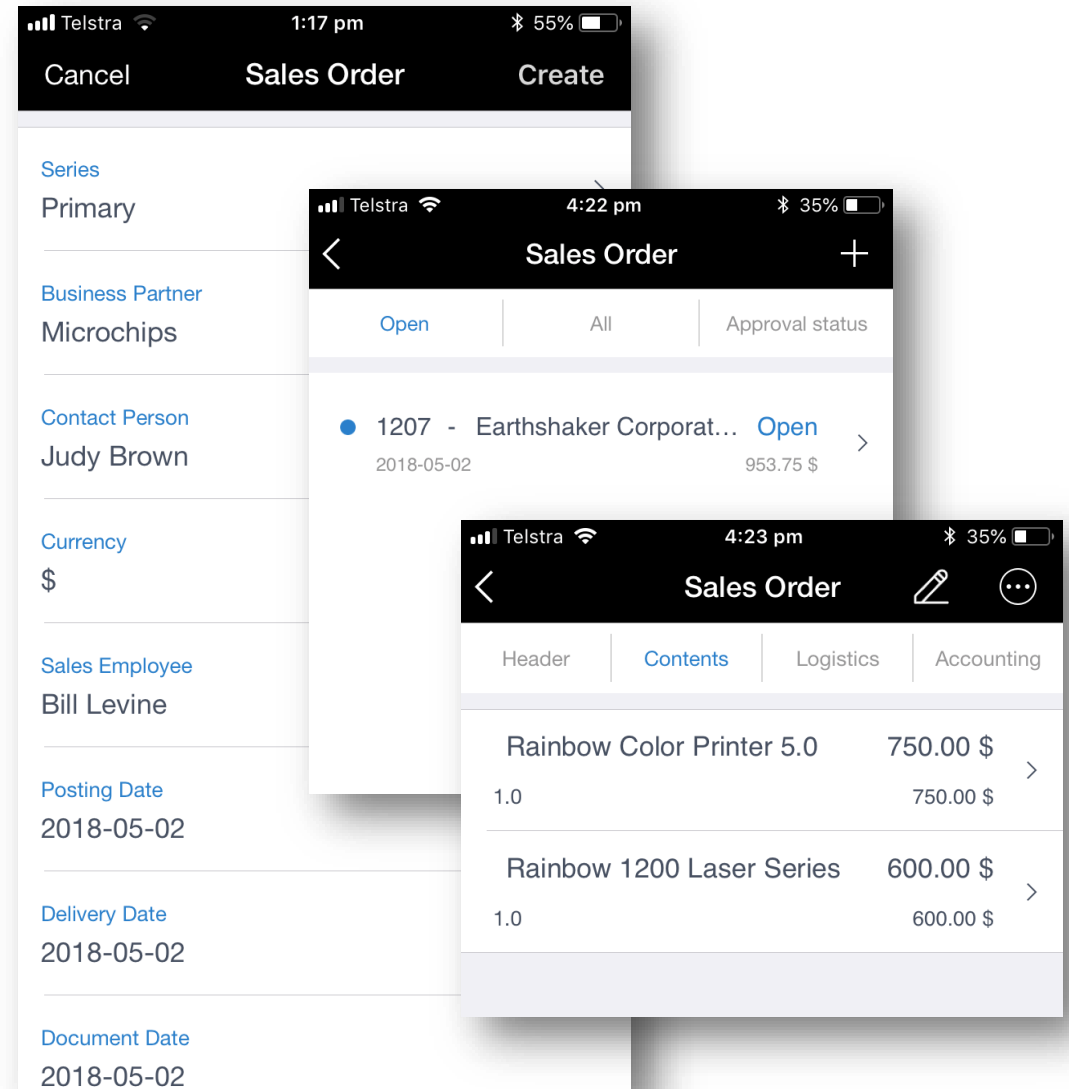 Telstra 1:17 pm 55%
Cancel Sales Order Create
Series
Primary
Business Partner
Microchips
Contact Person
Judy Brown
Currency
$
Sales Employee
Bill Levine
Posting Date
2018-05-02
Delivery Date
2018-05-02
Document Date
2018-05-02
Telstra 4:22 pm 35%
Sales Order
Open All Approval status
1207 - Earthshaker Corporat... Open
2018-05-02 953.75 $
Telstra 4:23 pm 35%
Sales Order
Header Contents Logistics Accounting
Rainbow Color Printer 5.0 750.00 $
1.0 750.00 $
Rainbow 1200 Laser Series 600.00 $
1.0 600.00 $